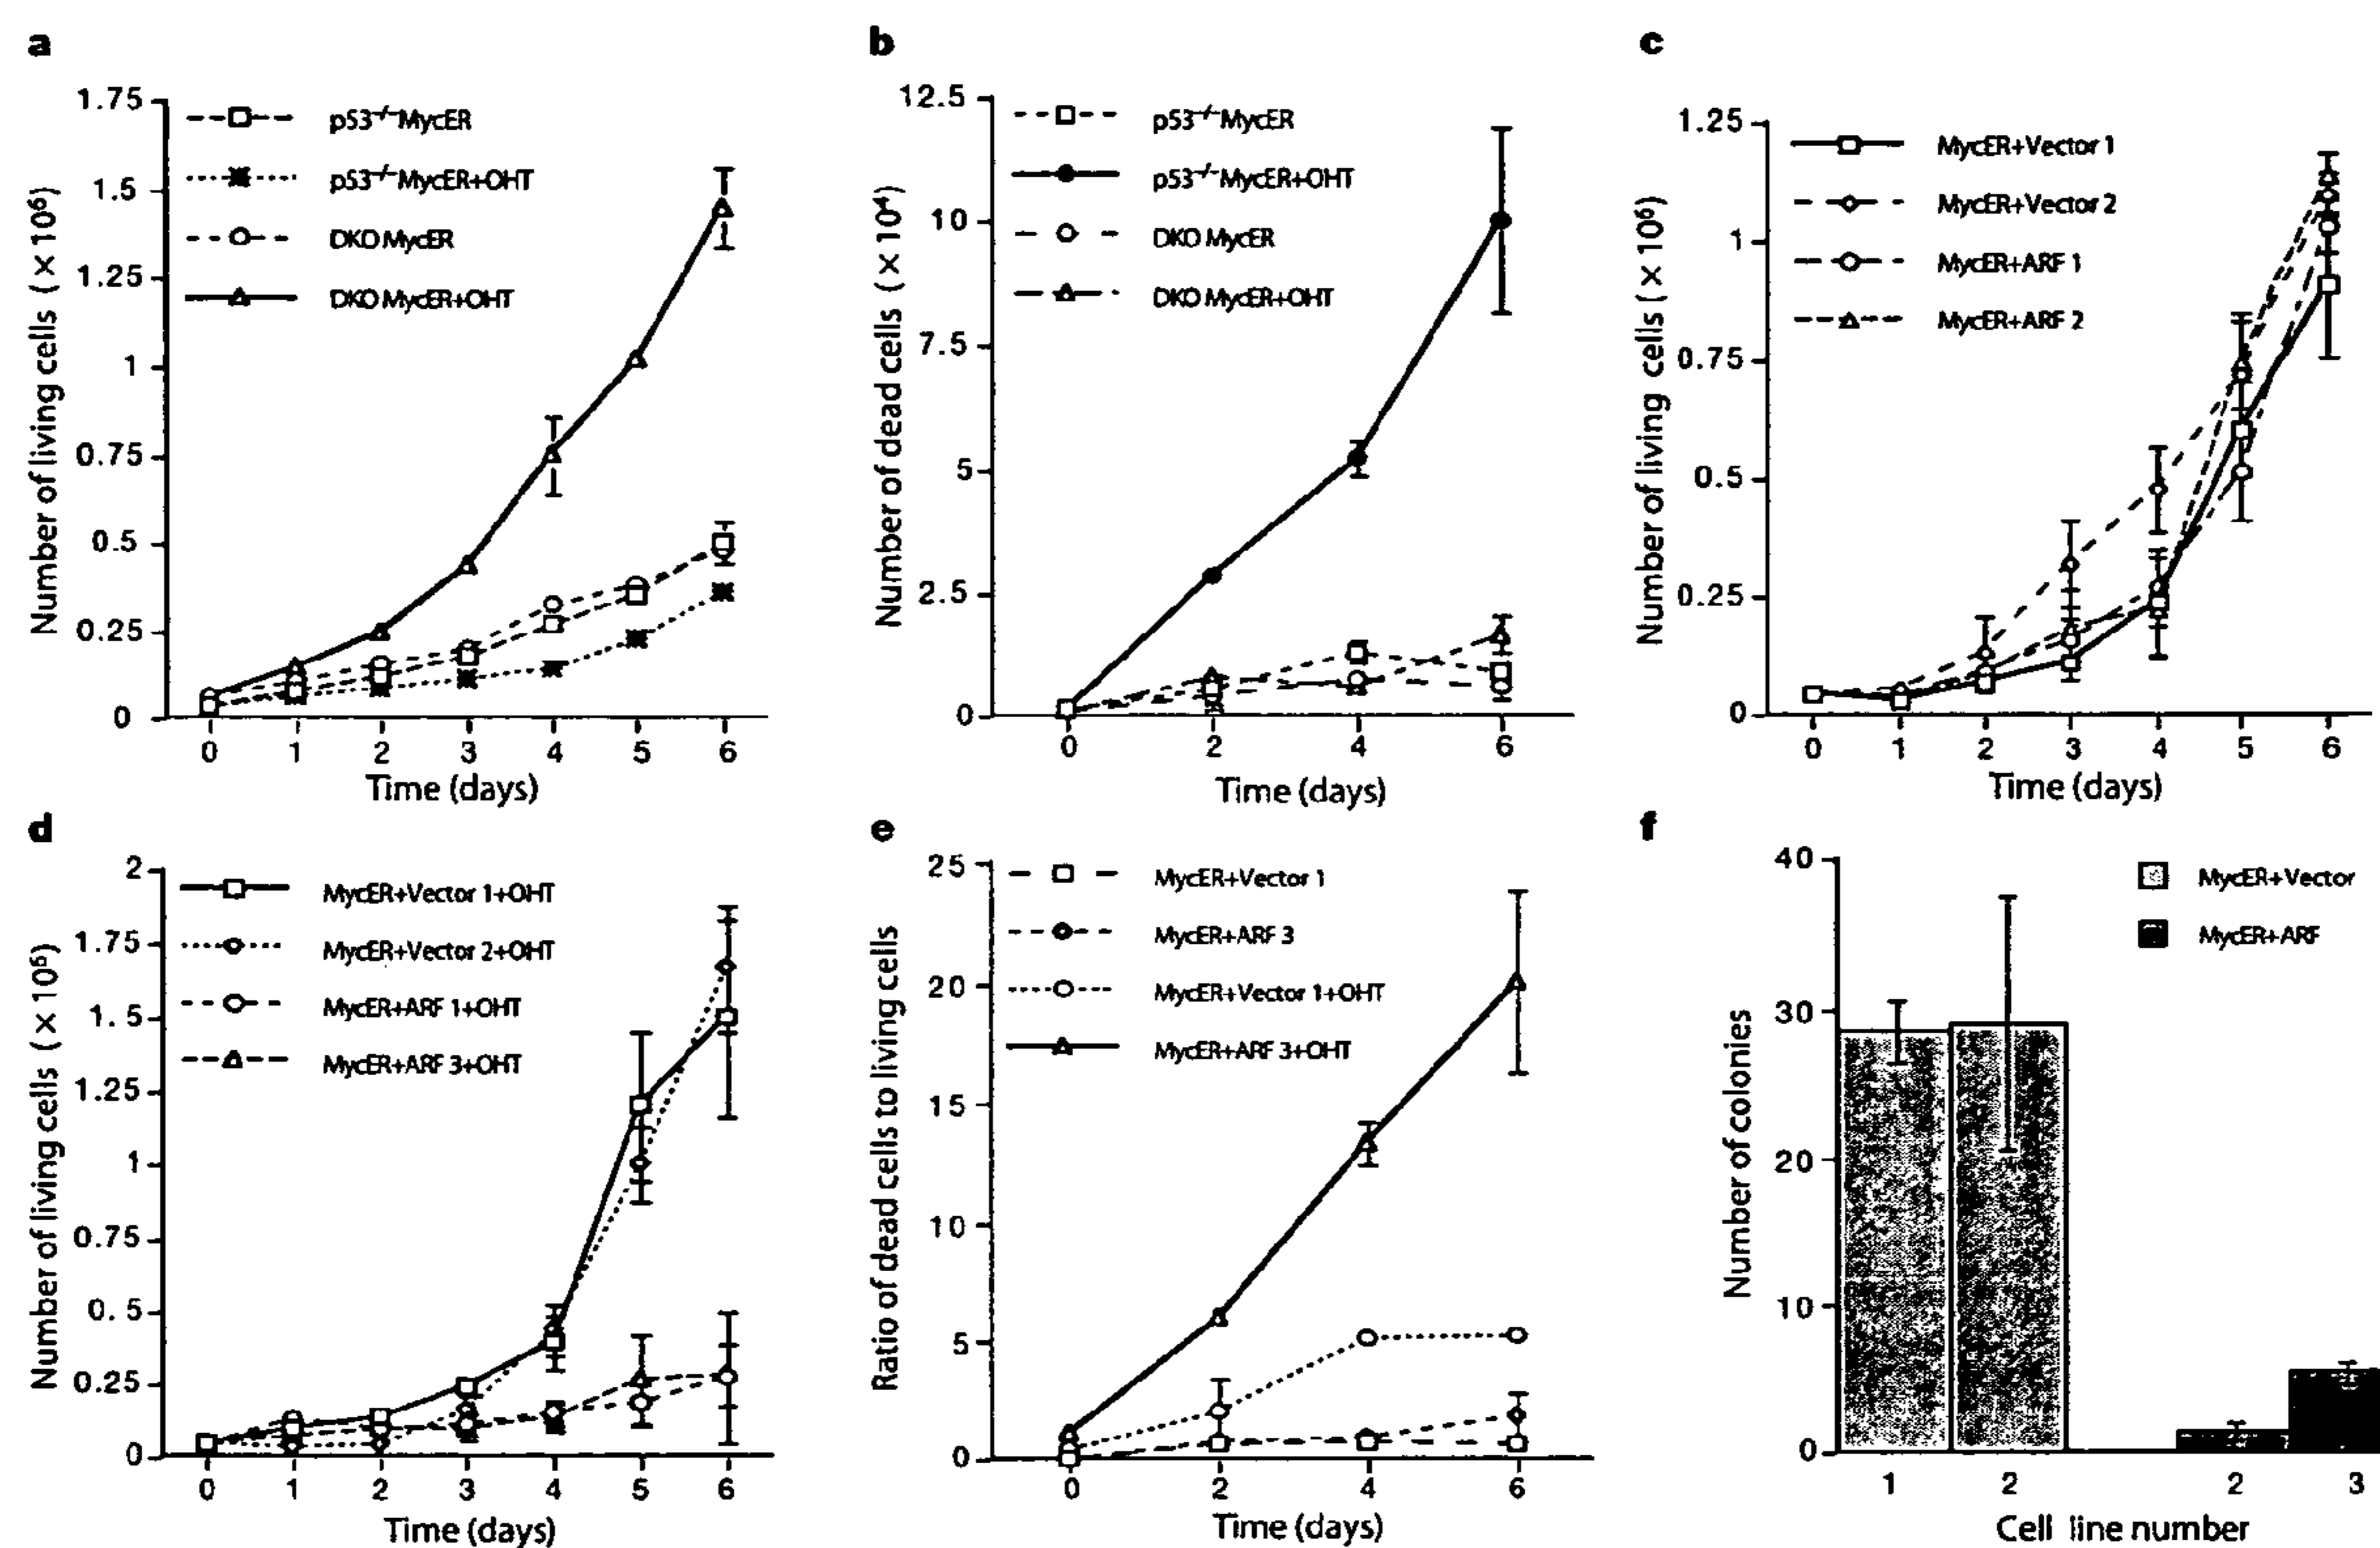 a
Number of living cells (× 10⁶)
1.75
1.5
1.25
1
0.75
0.5
0.25
0
p53⁻/⁻MycER
p53⁻/⁻MycER+OHT
DKO MycER
DKO MycER+OHT
0 1 2 3 4 5 6
Time (days)
b
Number of dead cells (× 10⁴)
12.5
10
7.5
5
2.5
0
p53⁻/⁻MycER
p53⁻/⁻MycER+OHT
DKO MycER
DKO MycER+OHT
0 2 4 6
Time (days)
c
Number of living cells (× 10⁶)
1.25
1
0.75
0.5
0.25
0
MycER+Vector 1
MycER+Vector 2
MycER+ARF 1
MycER+ARF 2
0 1 2 3 4 5 6
Time (days)
d
Number of living cells (× 10⁶)
2
1.75
1.5
1.25
1
0.75
0.5
0.25
0
MycER+Vector 1+OHT
MycER+Vector 2+OHT
MycER+ARF 1+OHT
MycER+ARF 3+OHT
0 1 2 3 4 5 6
Time (days)
e
Ratio of dead cells to living cells
25
20
15
10
5
0
MycER+Vector 1
MycER+ARF 3
MycER+Vector 1+OHT
MycER+ARF 3+OHT
0 2 4 6
Time (days)
f
Number of colonies
40
30
20
10
0
MycER+Vector
MycER+ARF
1 2 2 3
Cell line number